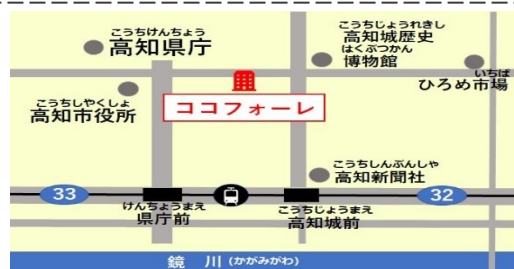 こうちけんちょう
高知県庁
こうちじょうれきし
高知城歴史
はくぶつかん
博物館
いちば
ひろめ市場
こうちしやくしょ
高知市役所
ココフォーレ
こうちしんぶんしゃ
高知新聞社
33
32
けんちょうまえ
県庁前
こうちじょうまえ
高知城前
鏡 川 (かがみがわ)